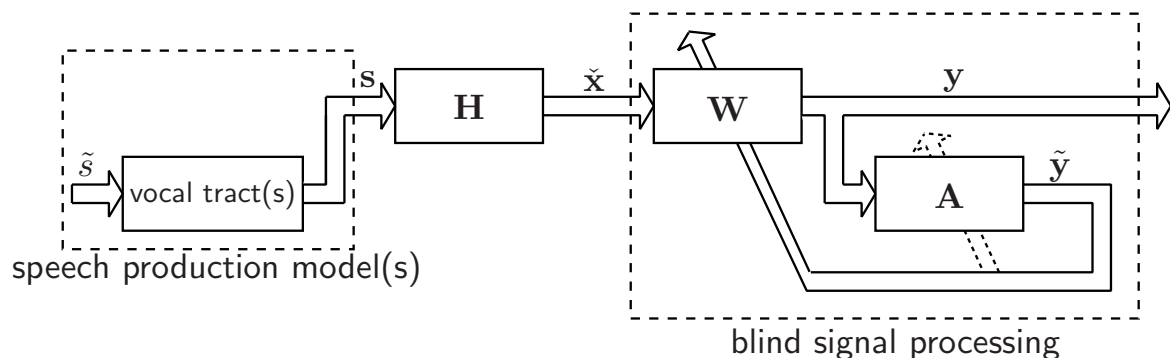 s̃
vocal tract(s)
speech production model(s)
s
H
x̌
W
y
A
ỹ
blind signal processing